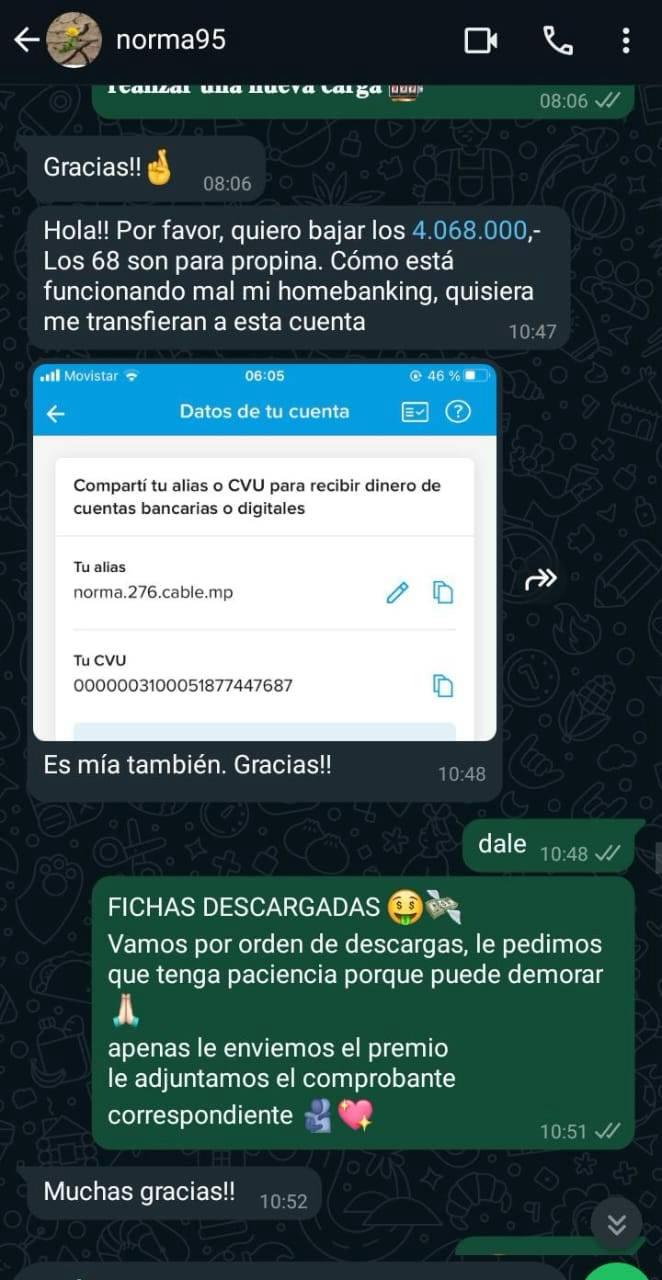 norma95
realizar una nueva carga 🎰
08:06
Gracias!!🤞
08:06
Hola!! Por favor, quiero bajar los 4.068.000,-
Los 68 son para propina. Cómo está
funcionando mal mi homebanking, quisiera
me transfieran a esta cuenta
10:47
Movistar 06:05 46 %
Datos de tu cuenta
Compartí tu alias o CVU para recibir dinero de
cuentas bancarias o digitales
Tu alias
norma.276.cable.mp
Tu CVU
0000003100051877447687
Es mía también. Gracias!!
10:48
dale
10:48
FICHAS DESCARGADAS 🤑💸
Vamos por orden de descargas, le pedimos
que tenga paciencia porque puede demorar
🙏🏻
apenas le enviemos el premio
le adjuntamos el comprobante
correspondiente 🫂💖
10:51
Muchas gracias!!
10:52